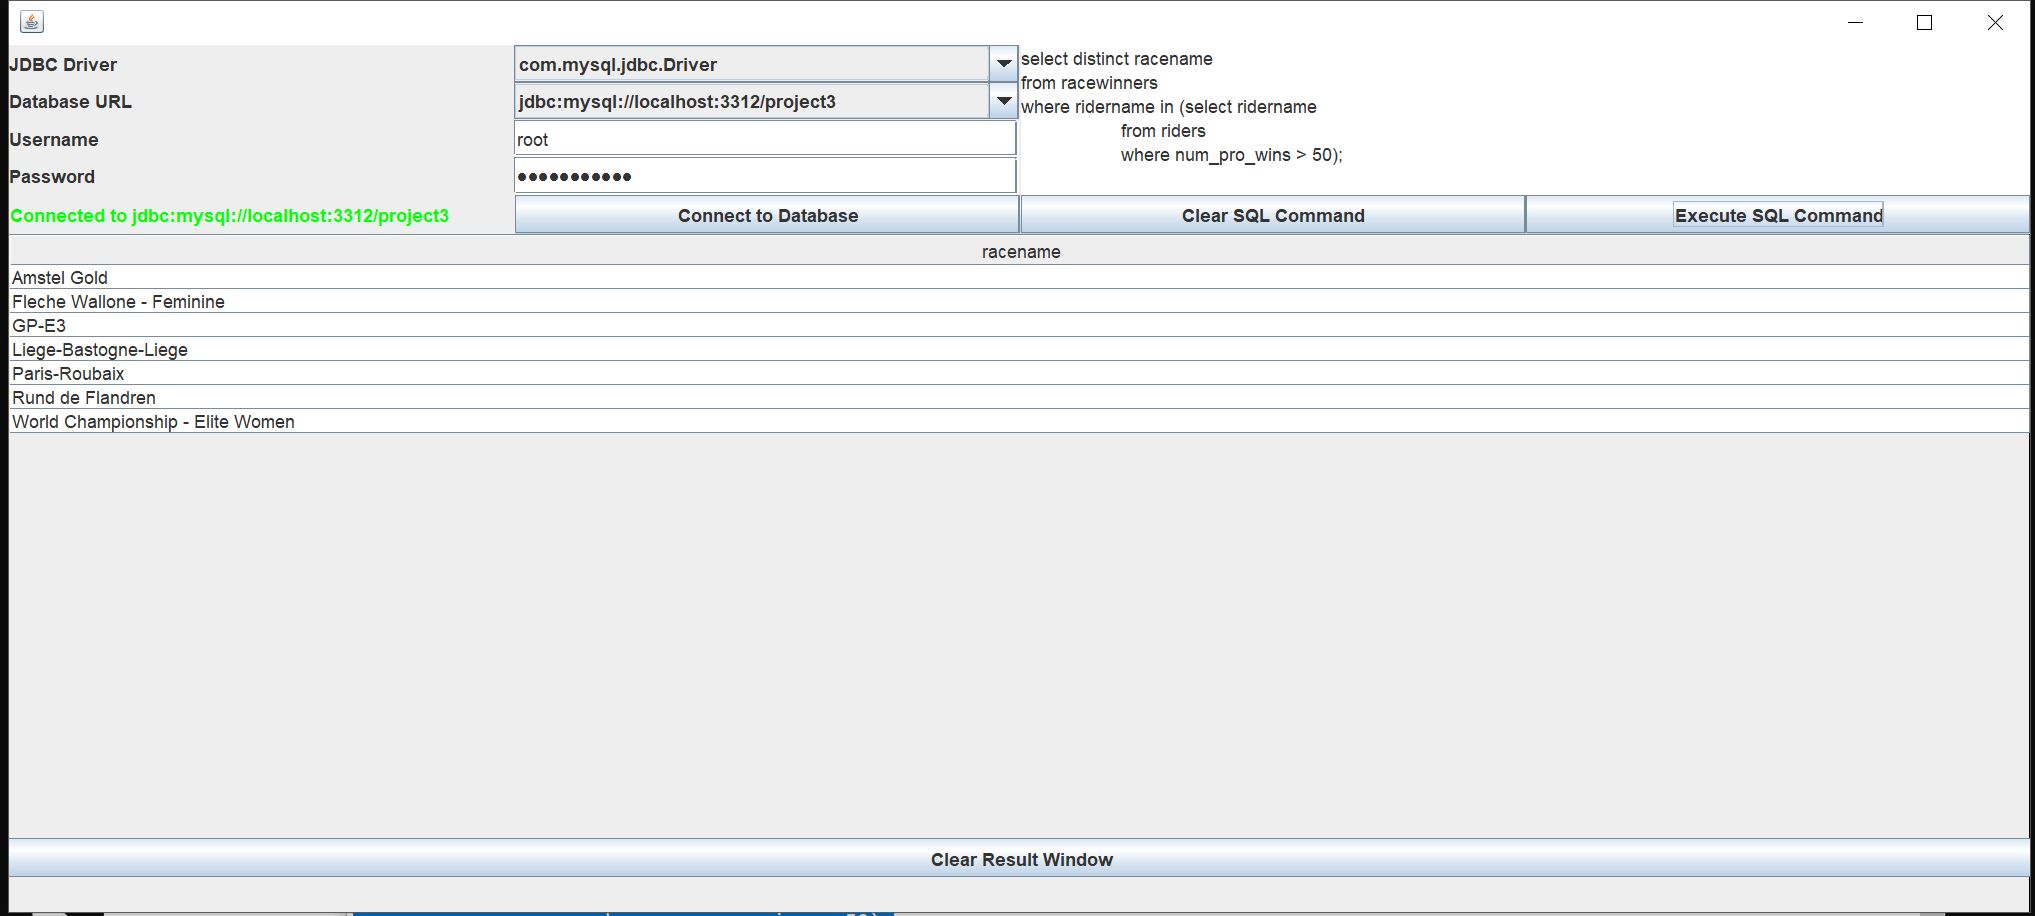 JDBC Driver
com.mysql.jdbc.Driver
Database URL
jdbc:mysql://localhost:3312/project3
Username
root
Password
●●●●●●●●●●●
select distinct racename
from racewinners
where ridername in (select ridername
from riders
where num_pro_wins > 50);
Connected to jdbc:mysql://localhost:3312/project3
Connect to Database
Clear SQL Command
Execute SQL Command
racename
Amstel Gold
Fleche Wallone - Feminine
GP-E3
Liege-Bastogne-Liege
Paris-Roubaix
Rund de Flandren
World Championship - Elite Women
Clear Result Window